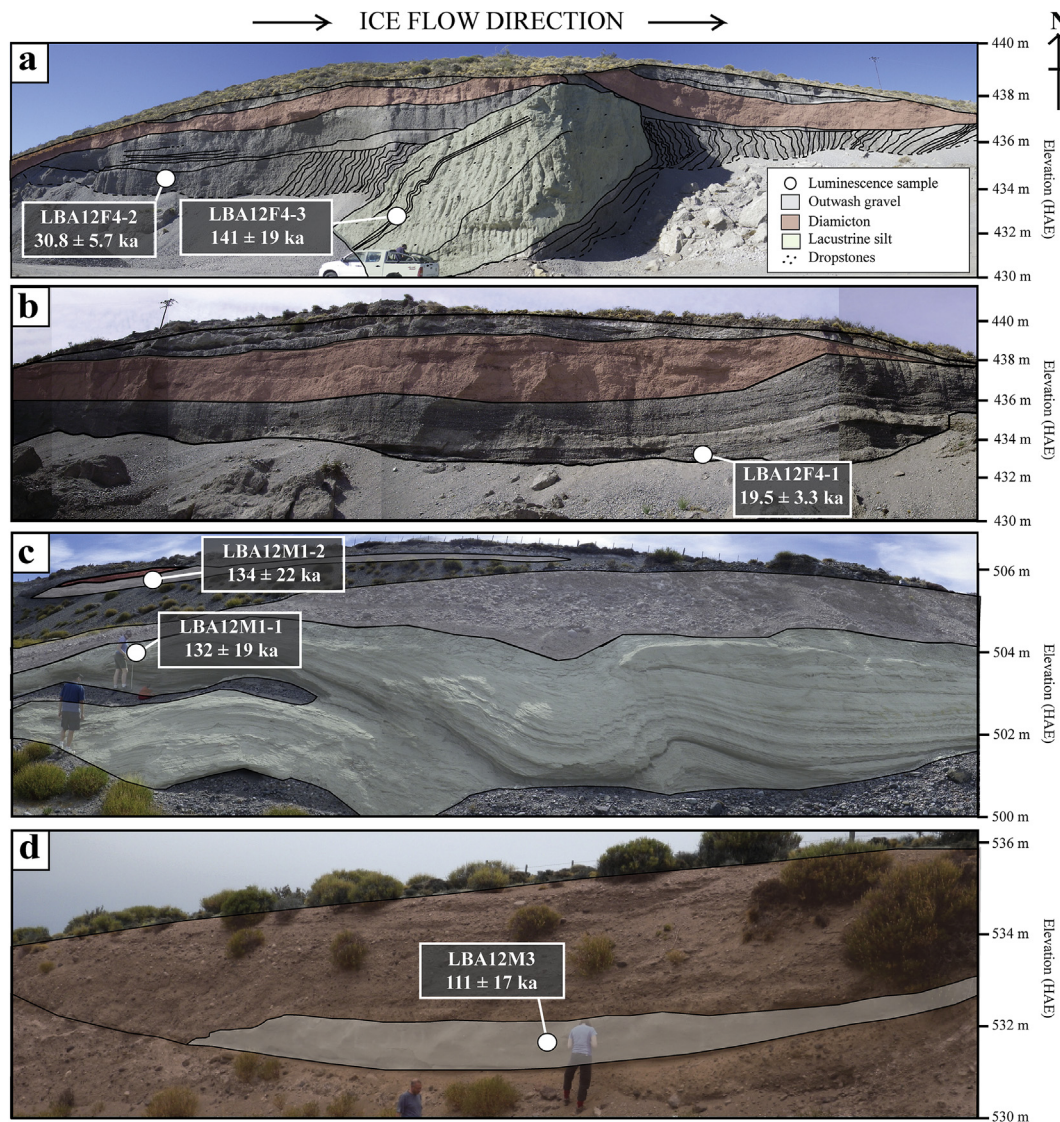 ICE FLOW DIRECTION
N
a
440 m
438 m
436 m
434 m
432 m
430 m
Elevation (HAE)
LBA12F4-2
30.8 ± 5.7 ka
LBA12F4-3
141 ± 19 ka
Luminescence sample
Outwash gravel
Diamicton
Lacustrine silt
Dropstones
b
440 m
438 m
436 m
434 m
432 m
430 m
Elevation (HAE)
LBA12F4-1
19.5 ± 3.3 ka
c
506 m
504 m
502 m
500 m
Elevation (HAE)
LBA12M1-2
134 ± 22 ka
LBA12M1-1
132 ± 19 ka
d
536 m
534 m
532 m
530 m
Elevation (HAE)
LBA12M3
111 ± 17 ka